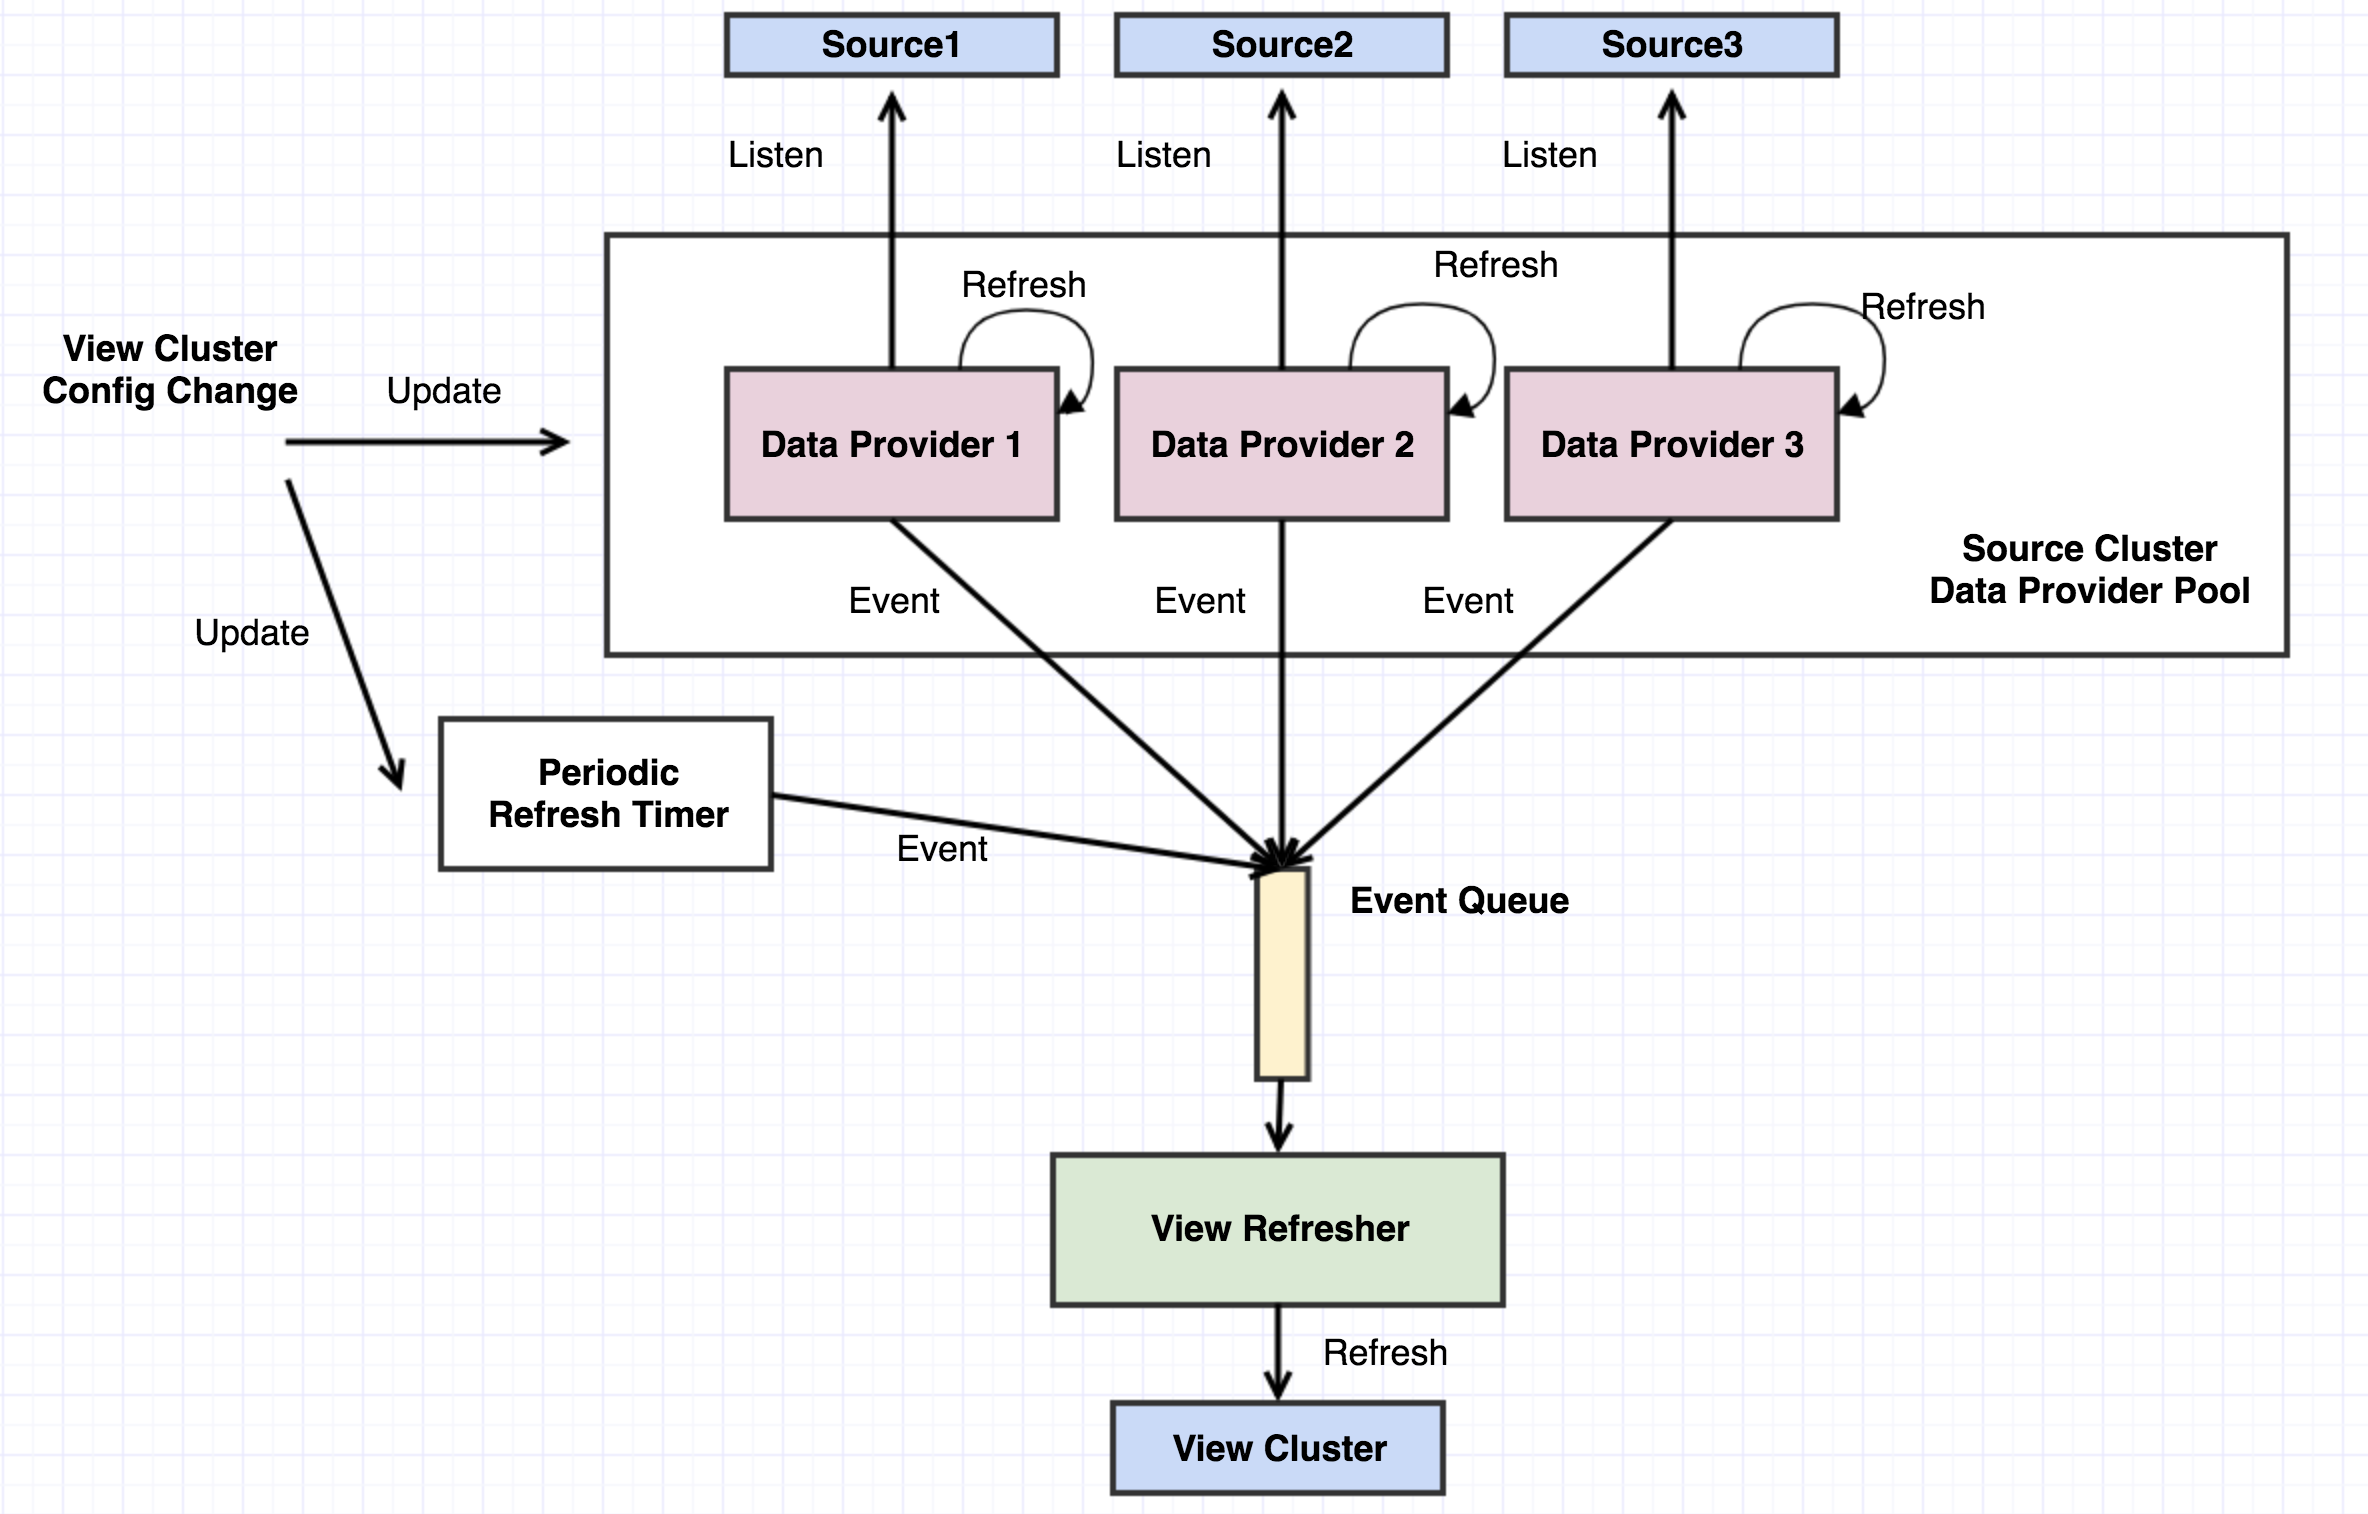 Source1
Source2
Source3
Listen
Listen
Listen
Refresh
Refresh
Refresh
View Cluster
Config Change
Update
Data Provider 1
Data Provider 2
Data Provider 3
Source Cluster
Data Provider Pool
Event
Event
Event
Update
Periodic
Refresh Timer
Event
Event Queue
View Refresher
Refresh
View Cluster